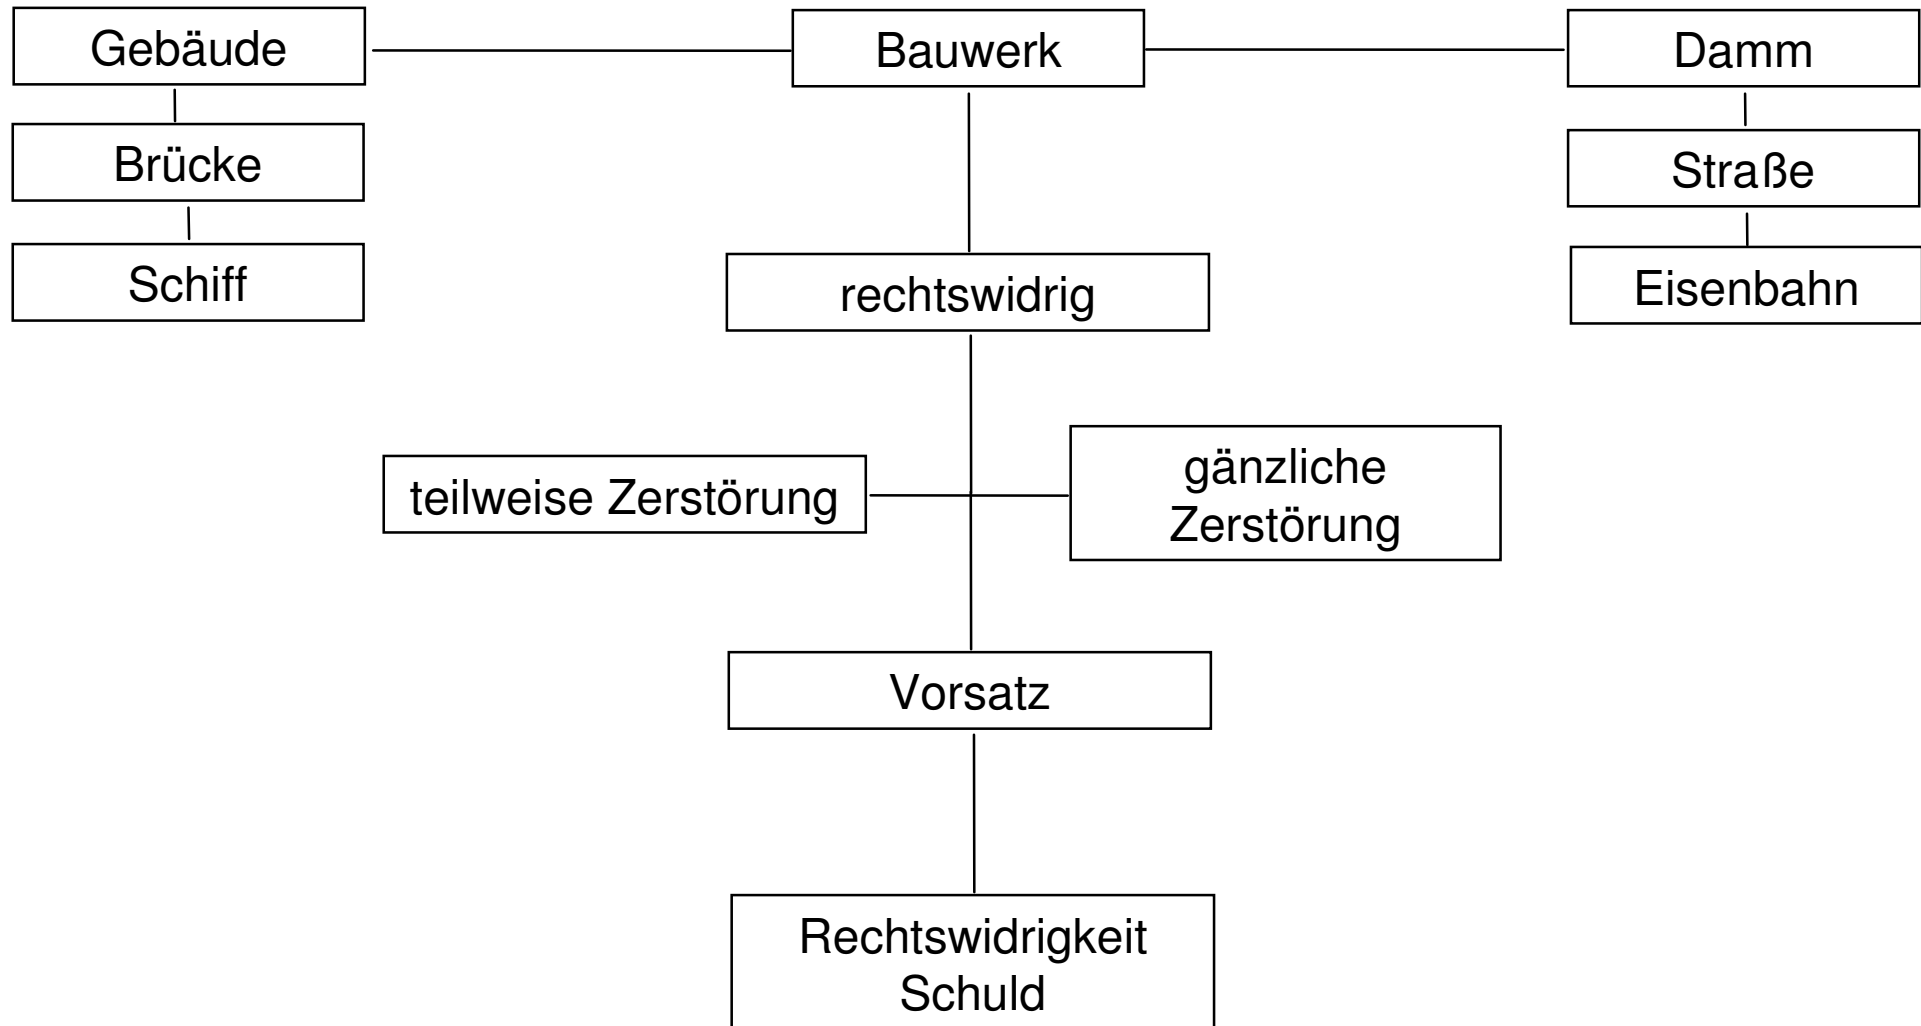 Gebäude
Bauwerk
Damm
Brücke
Straße
Schiff
rechtswidrig
Eisenbahn
teilweise Zerstörung
gänzliche
Zerstörung
Vorsatz
Rechtswidrigkeit
Schuld